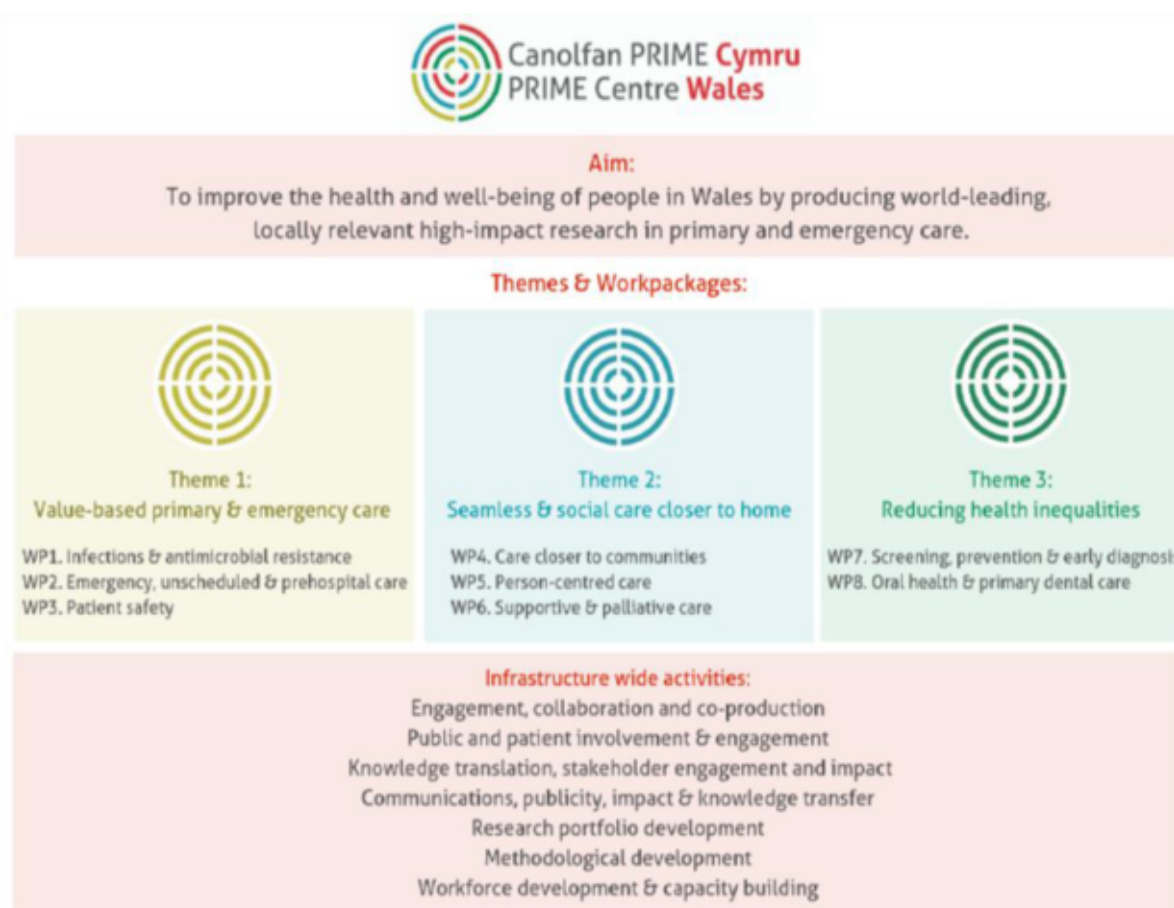 Canolfan PRIME Cymru
PRIME Centre Wales
Aim:
To improve the health and well-being of people in Wales by producing world-leading,
locally relevant high-impact research in primary and emergency care.
Themes & Workpackages:
Theme 1:
Value-based primary & emergency care
WP1. Infections & antimicrobial resistance
WP2. Emergency, unscheduled & prehospital care
WP3. Patient safety
Theme 2:
Seamless & social care closer to home
WP4. Care closer to communities
WP5. Person-centred care
WP6. Supportive & palliative care
Theme 3:
Reducing health inequalities
WP7. Screening, prevention & early diagnosis
WP8. Oral health & primary dental care
Infrastructure wide activities:
Engagement, collaboration and co-production
Public and patient involvement & engagement
Knowledge translation, stakeholder engagement and impact
Communications, publicity, impact & knowledge transfer
Research portfolio development
Methodological development
Workforce development & capacity building